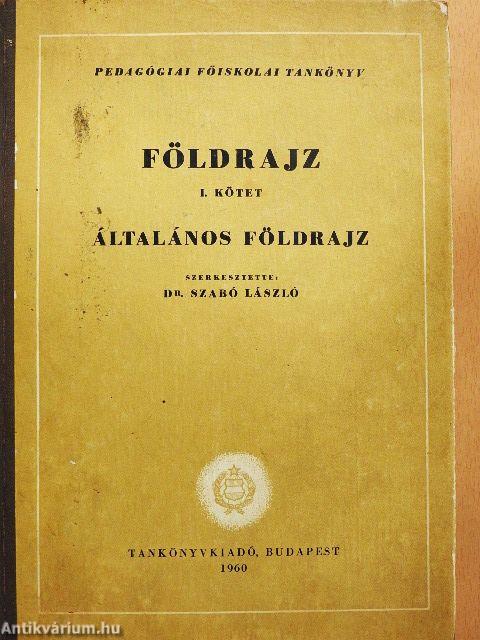 PEDAGÓGIAI FŐISKOLAI TANKÖNYV
FÖLDRAJZ
I. KÖTET
ÁLTALÁNOS FÖLDRAJZ
SZERKESZTETTE:
DR. SZABÓ LÁSZLÓ
TANKÖNYVKIADÓ, BUDAPEST
1960
Antikvárium.hu